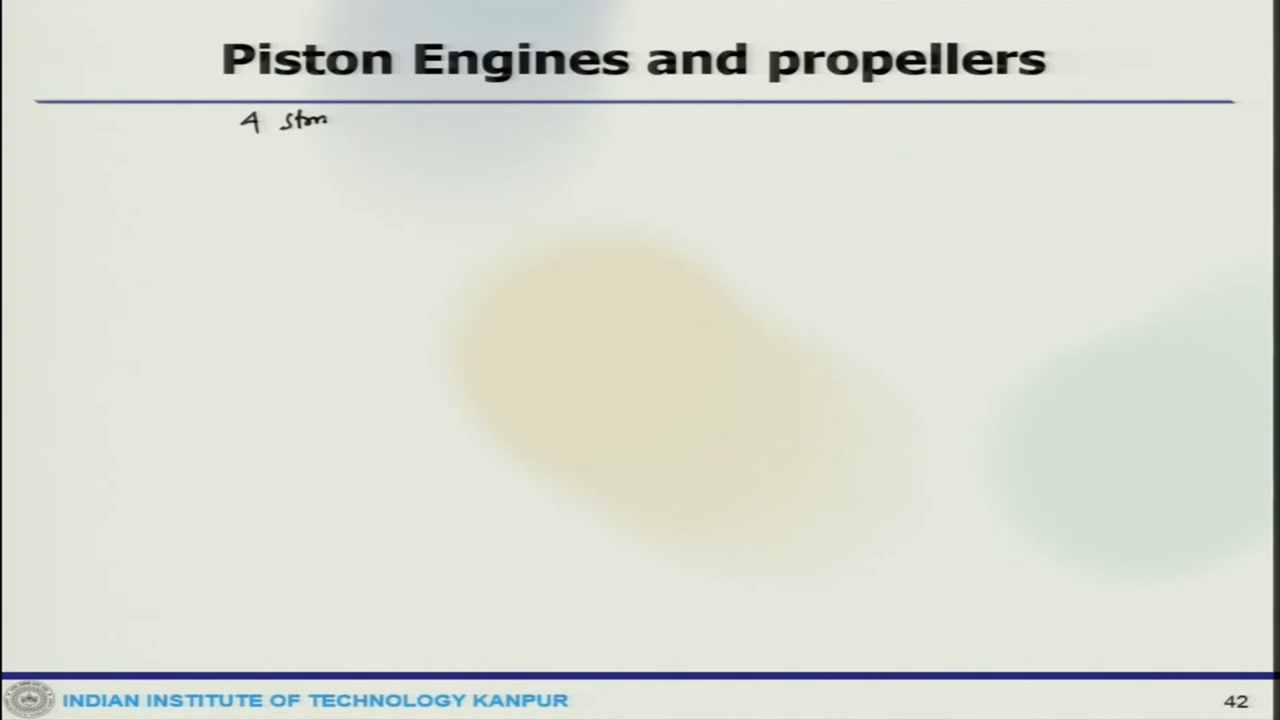 Piston Engines and propellers
4 Stro
INDIAN INSTITUTE OF TECHNOLOGY KANPUR
42